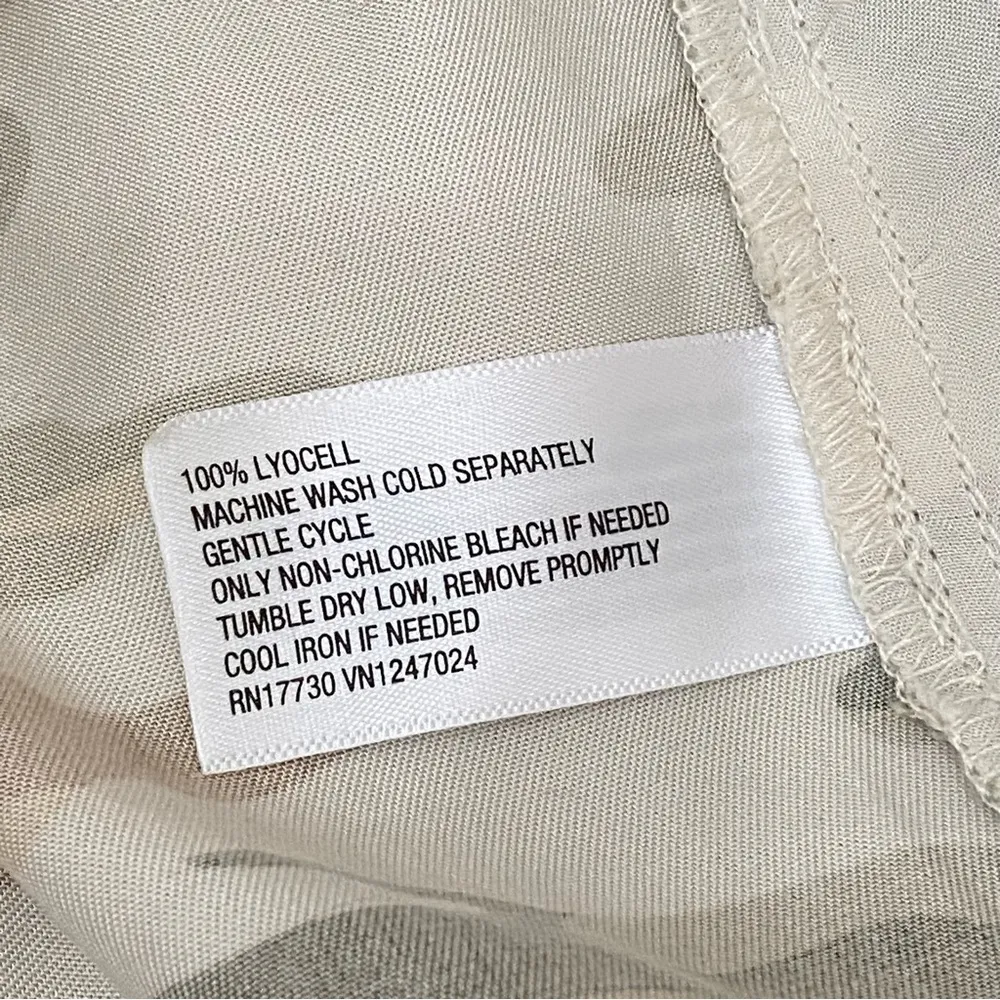 100% LYOCELL
MACHINE WASH COLD SEPARATELY
GENTLE CYCLE
ONLY NON-CHLORINE BLEACH IF NEEDED
TUMBLE DRY LOW, REMOVE PROMPTLY
COOL IRON IF NEEDED
RN17730 VN1247024